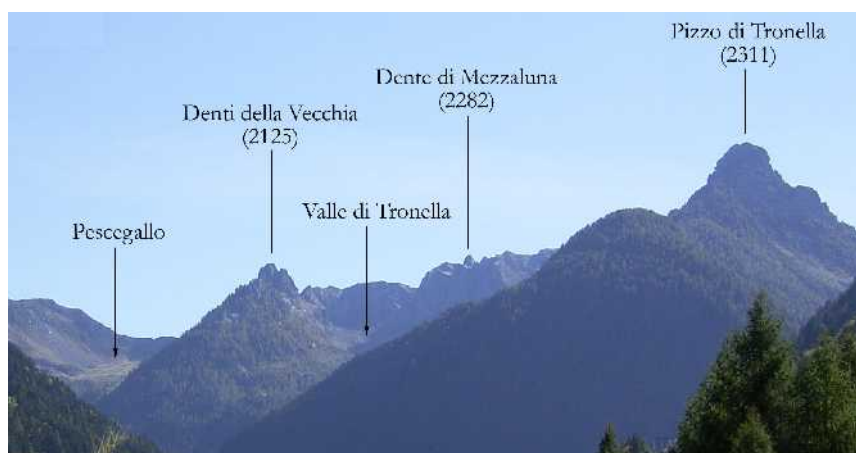 Pescegallo
Denti della Vecchia
(2125)
Valle di Tronella
Dente di Mezzaluna
(2282)
Pizzo di Tronella
(2311)